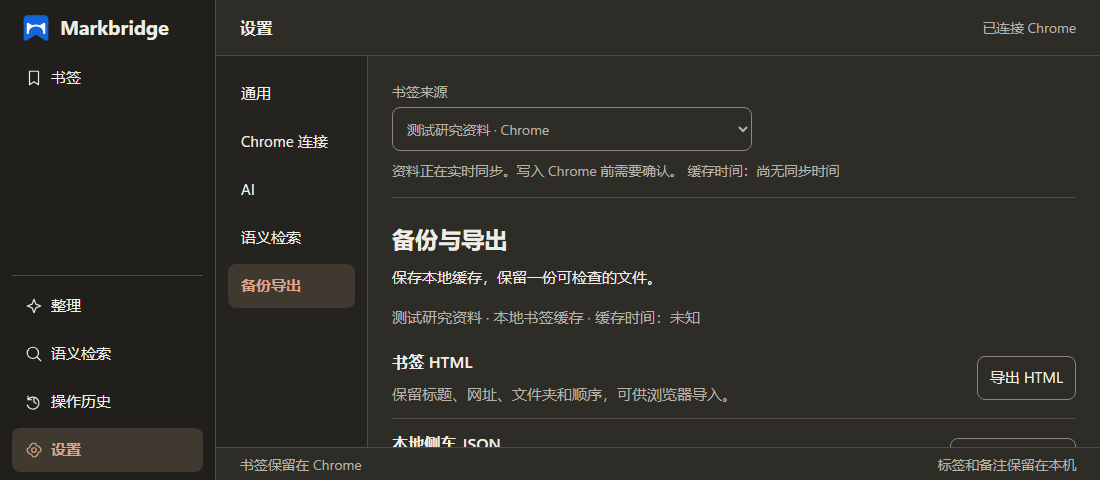 Markbridge
书签
整理
语义检索
操作历史
设置
设置
已连接 Chrome
通用
Chrome 连接
AI
语义检索
备份导出
书签来源
测试研究资料 · Chrome
资料正在实时同步。写入 Chrome 前需要确认。 缓存时间：尚无同步时间
备份与导出
保存本地缓存，保留一份可检查的文件。
测试研究资料 · 本地书签缓存 · 缓存时间：未知
书签 HTML
导出 HTML
保留标题、网址、文件夹和顺序，可供浏览器导入。
本地侧车 JSON
书签保留在 Chrome
标签和备注保留在本机